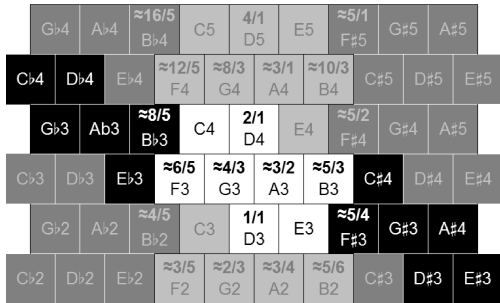 ≈16/5 4/1 ≈5/1
G♭4 A♭4 B♭4 C5 D5 E5 F♯5 G♯5 A♯5
≈12/5 ≈8/3 ≈3/1 ≈10/3
C♭4 D♭4 E♭4 F4 G4 A4 B4 C♯5 D♯5 E♯5
≈8/5 2/1 ≈5/2
G♭3 Ab3 B♭3 C4 D4 E4 F♯4 G♯4 A♯5
≈6/5 ≈4/3 ≈3/2 ≈5/3
C♭3 D♭3 E♭3 F3 G3 A3 B3 C♯4 D♯4 E♯4
≈4/5 1/1 ≈5/4
G♭2 A♭2 B♭2 C3 D3 E3 F♯3 G♯3 A♯4
≈3/5 ≈2/3 ≈3/4 ≈5/6
C♭2 D♭2 E♭2 F2 G2 A2 B2 C♯3 D♯3 E♯3